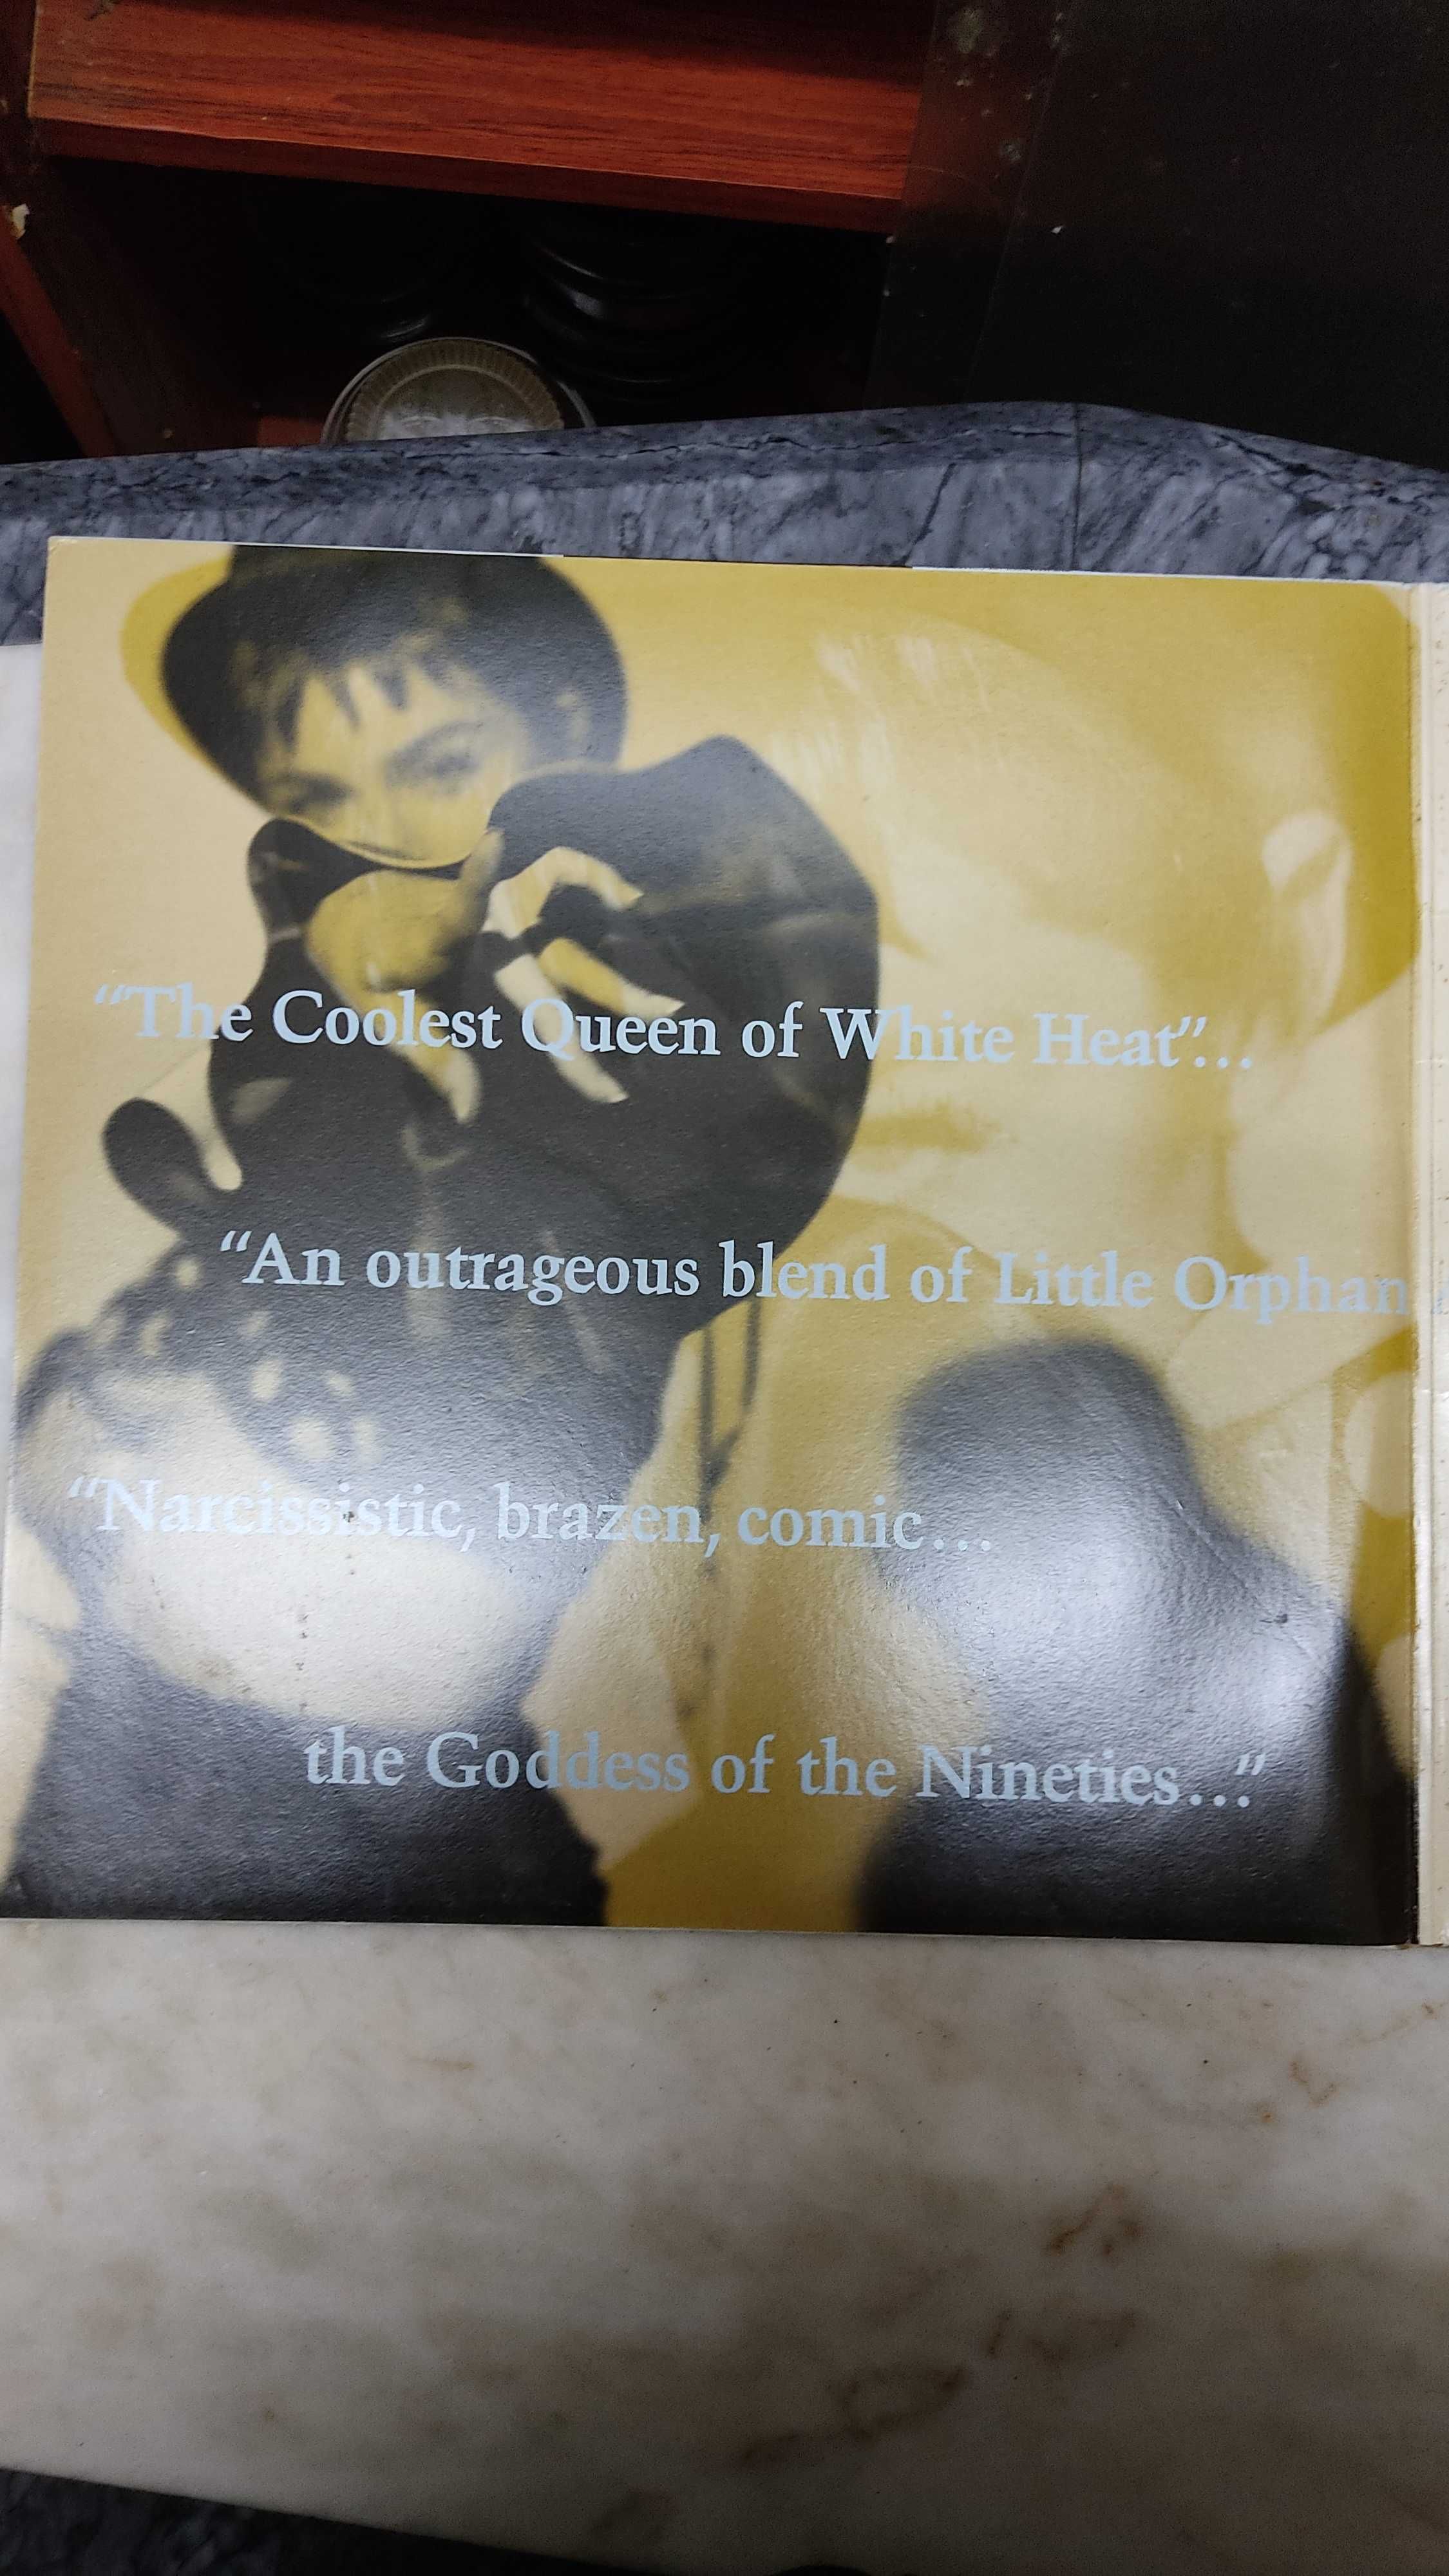 “The Coolest Queen of White Heat”...
“An outrageous blend of Little Orphan
“Narcissistic, brazen, comic...
the Goddess of the Nineties...”